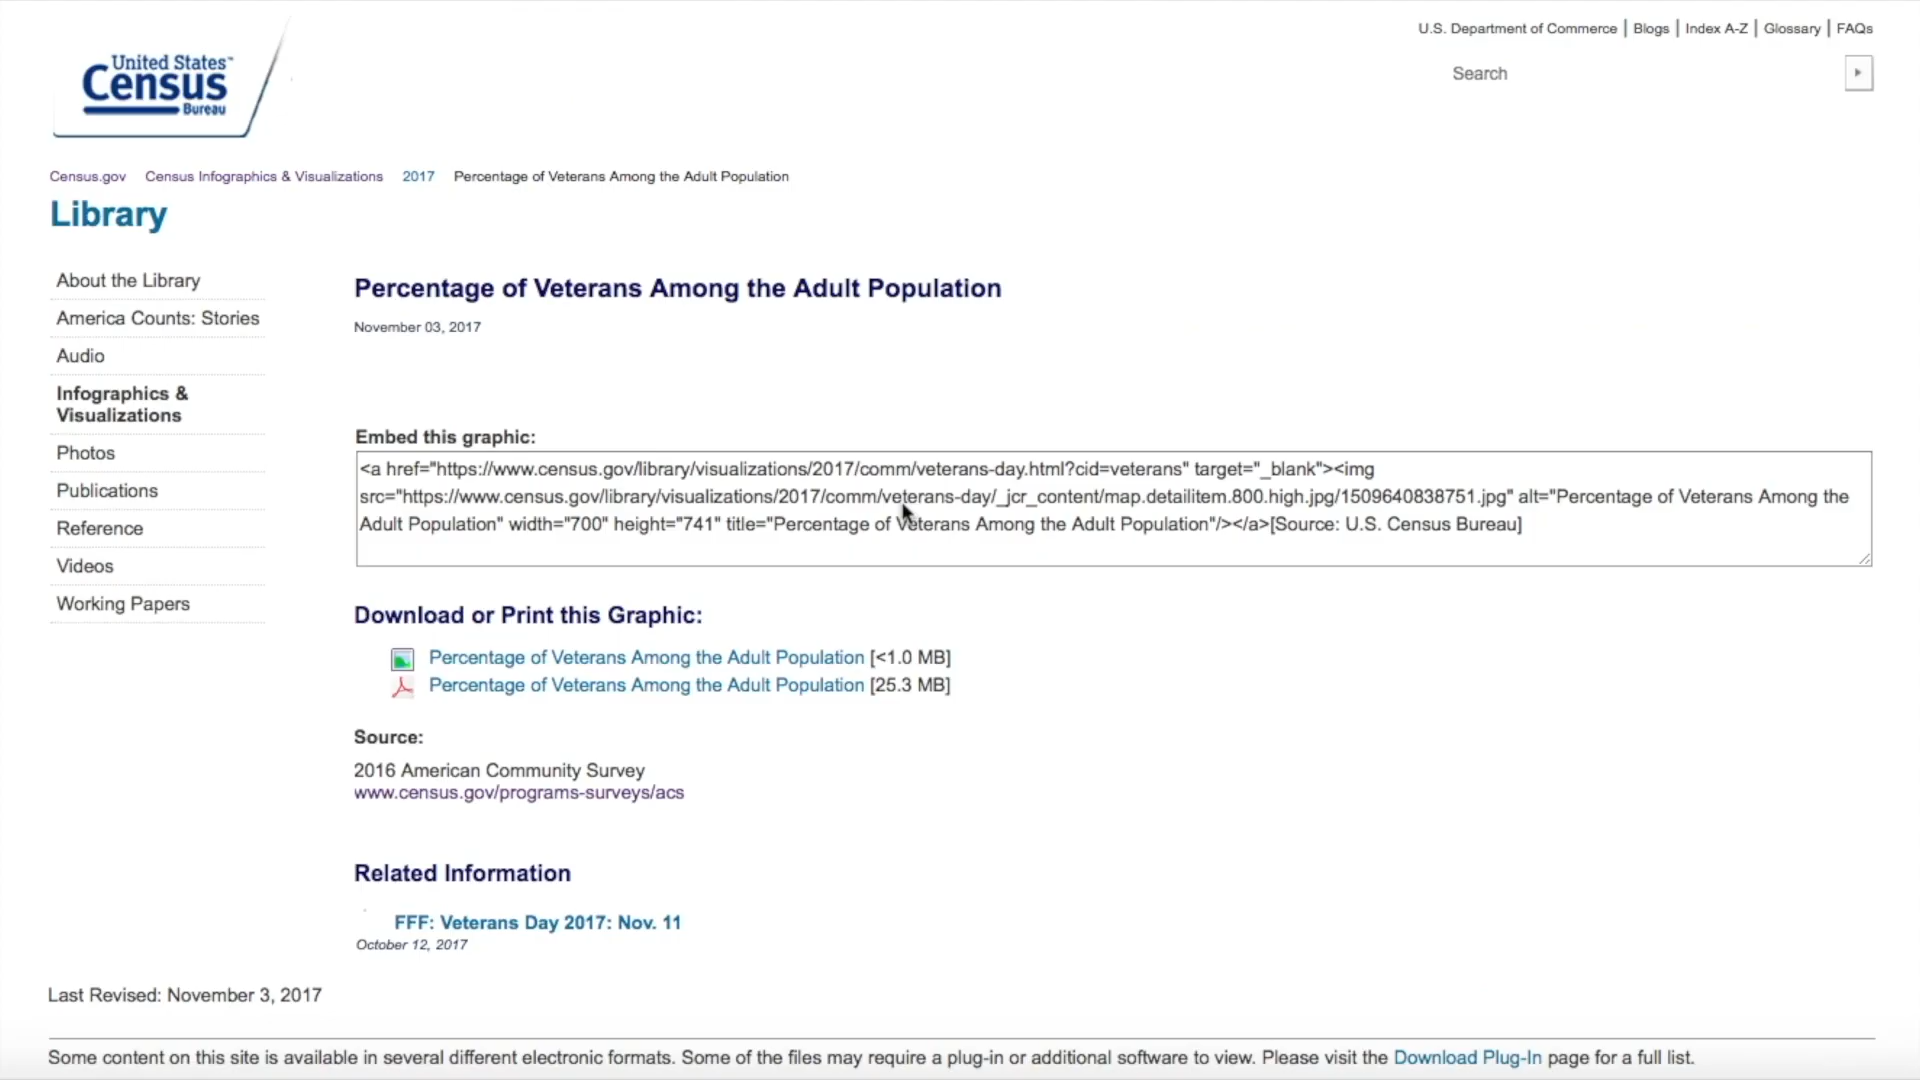 U.S. Department of Commerce | Blogs | Index A-Z | Glossary | FAQs
United States™
Census
Bureau
Search
Census.gov Census Infographics & Visualizations 2017 Percentage of Veterans Among the Adult Population
Library
About the Library
America Counts: Stories
Audio
Infographics &
Visualizations
Photos
Publications
Reference
Videos
Working Papers
Percentage of Veterans Among the Adult Population
November 03, 2017
Embed this graphic:
<a href="https://www.census.gov/library/visualizations/2017/comm/veterans-day.html?cid=veterans" target="_blank"><img
src="https://www.census.gov/library/visualizations/2017/comm/veterans-day/_jcr_content/map.detailitem.800.high.jpg/1509640838751.jpg" alt="Percentage of Veterans Among the
Adult Population" width="700" height="741" title="Percentage of Veterans Among the Adult Population"/></a>[Source: U.S. Census Bureau]
Download or Print this Graphic:
Percentage of Veterans Among the Adult Population [<1.0 MB]
Percentage of Veterans Among the Adult Population [25.3 MB]
Source:
2016 American Community Survey
www.census.gov/programs-surveys/acs
Related Information
FFF: Veterans Day 2017: Nov. 11
October 12, 2017
Last Revised: November 3, 2017
Some content on this site is available in several different electronic formats. Some of the files may require a plug-in or additional software to view. Please visit the Download Plug-In page for a full list.